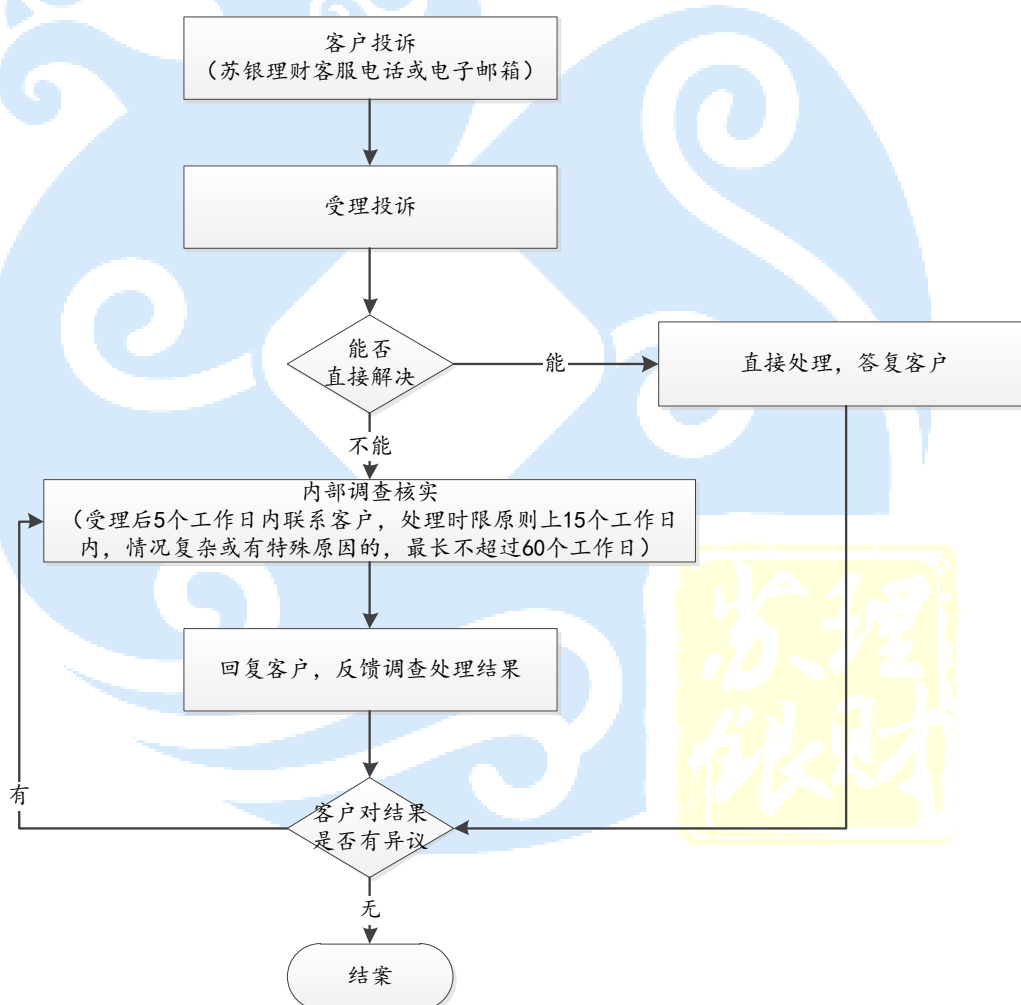 客户投诉
（苏银理财客服电话或电子邮箱）
受理投诉
能否
直接解决
能
直接处理，答复客户
不能
内部调查核实
（受理后5个工作日内联系客户，处理时限原则上15个工作日
内，情况复杂或有特殊原因的，最长不超过60个工作日）
回复客户，反馈调查处理结果
有
客户对结果
是否有异议
无
结案
苏理
银财